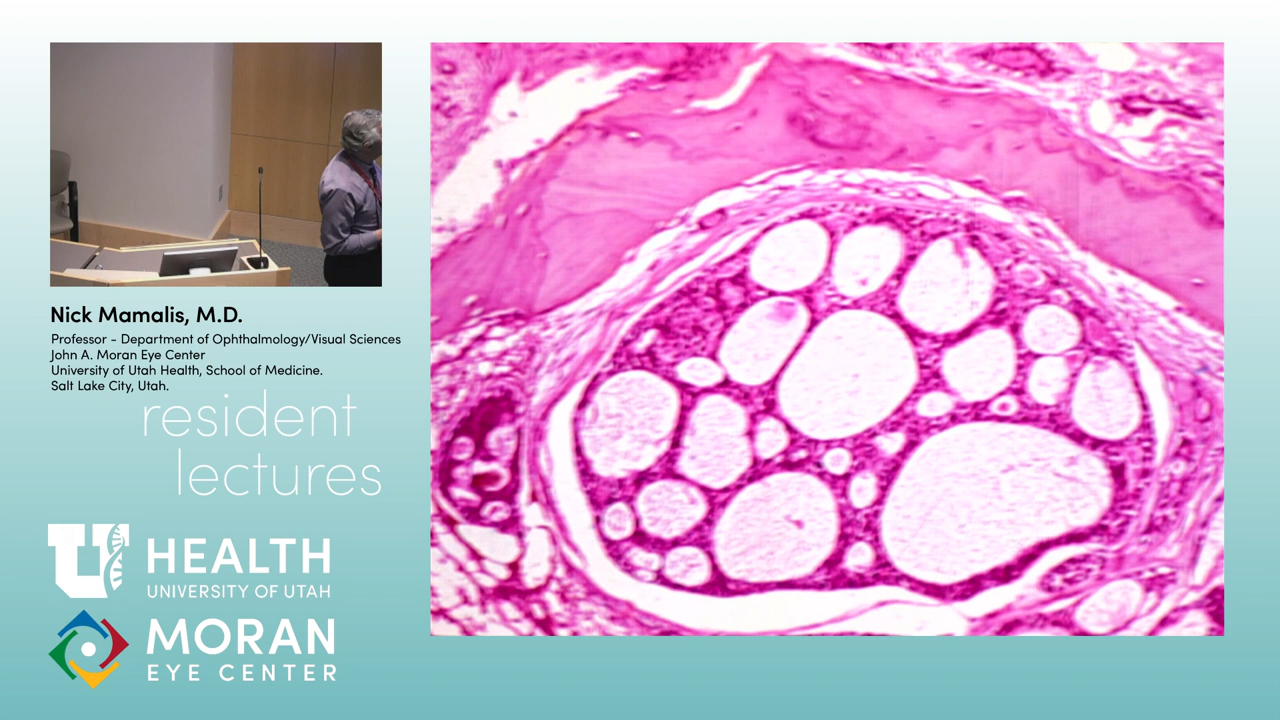 Nick Mamalis, M.D.
Professor - Department of Ophthalmology/Visual Sciences
John A. Moran Eye Center
University of Utah Health, School of Medicine.
Salt Lake City, Utah.
resident
lectures
U HEALTH
UNIVERSITY OF UTAH
MORAN
EYE CENTER